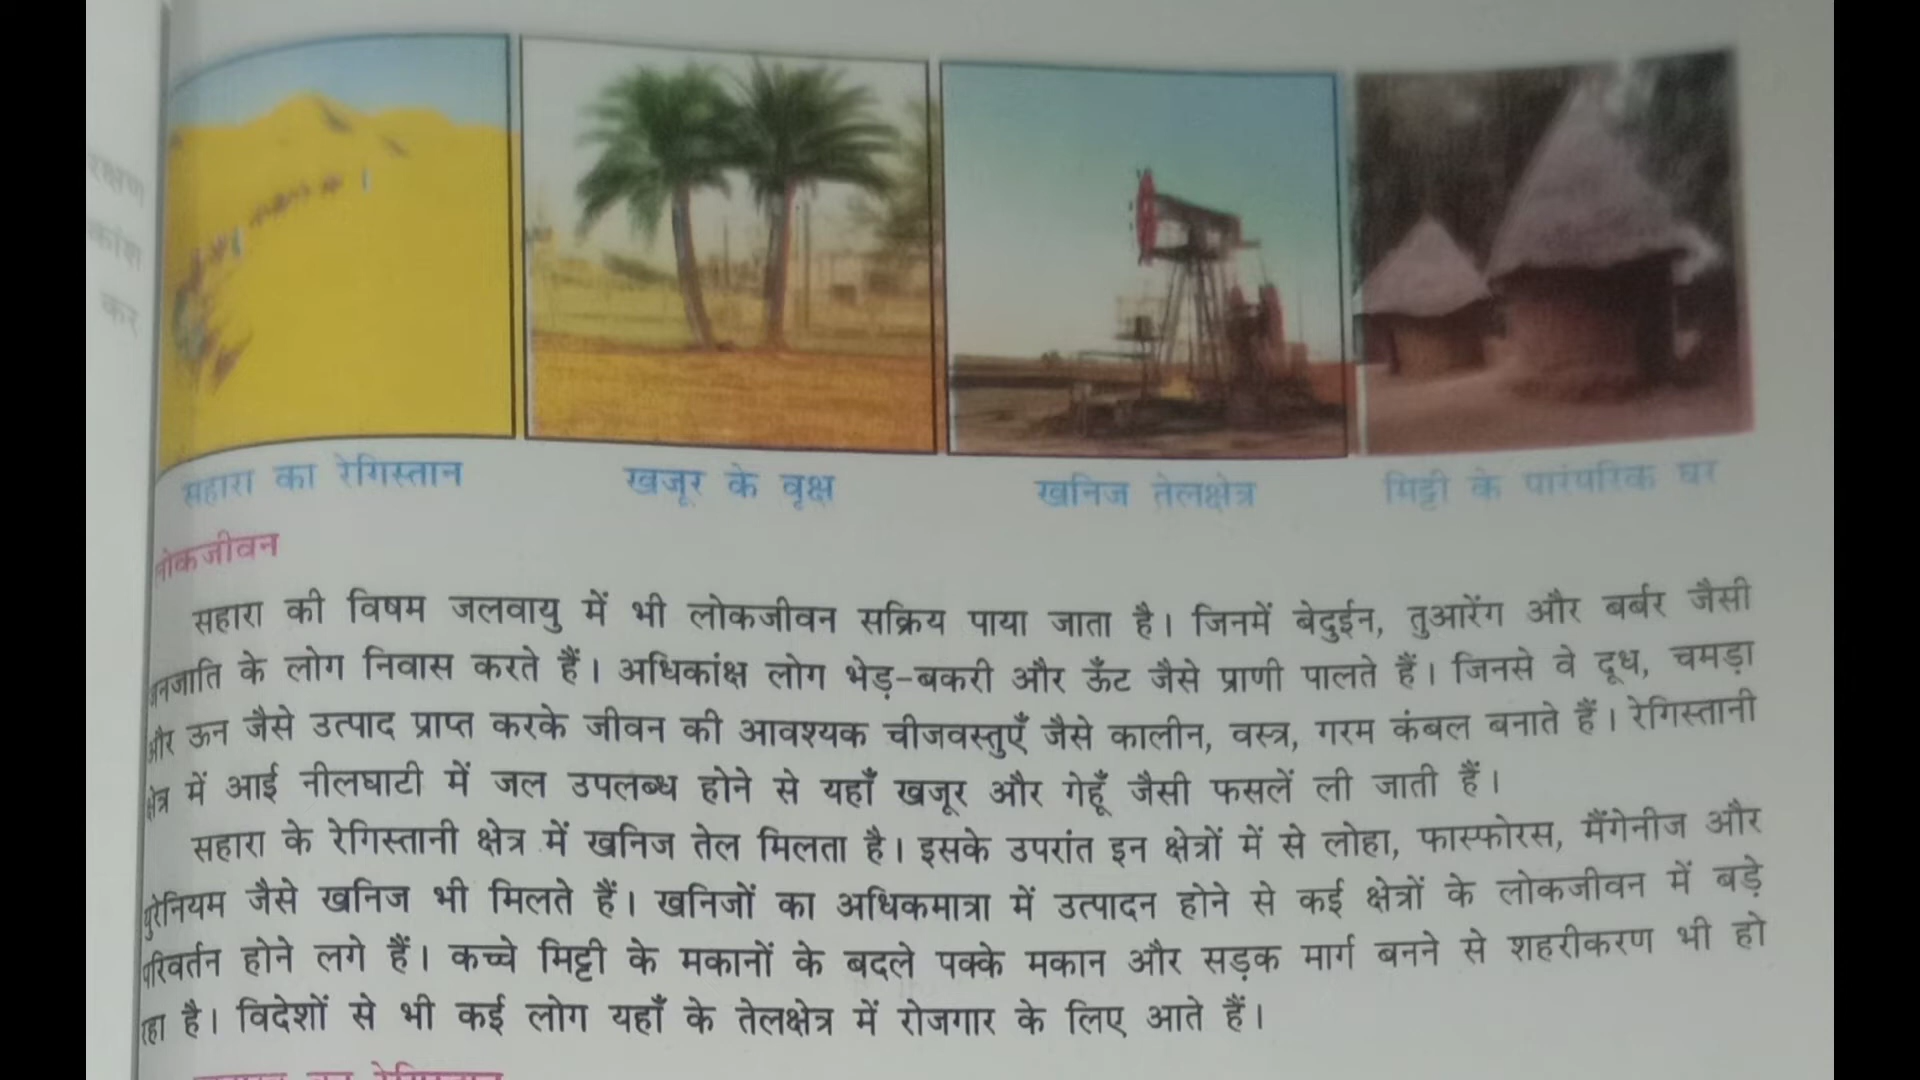 रक्षण
कर
सहारा का रेगिस्तान
खजूर के वृक्ष
खनिज तेलक्षेत्र
मिट्टी के पारंपरिक घर
लोकजीवन
सहारा की विषम जलवायु में भी लोकजीवन सक्रिय पाया जाता है। जिनमें बेदुईन, तुआरेंग और बर्बर जैसी
जनजाति के लोग निवास करते हैं। अधिकांक्ष लोग भेड़-बकरी और ऊँट जैसे प्राणी पालते हैं। जिनसे वे दूध, चमड़ा
और ऊन जैसे उत्पाद प्राप्त करके जीवन की आवश्यक चीजवस्तुएँ जैसे कालीन, वस्त्र, गरम कंबल बनाते हैं। रेगिस्तानी
क्षेत्र में आई नीलघाटी में जल उपलब्ध होने से यहाँ खजूर और गेहूँ जैसी फसलें ली जाती हैं।
सहारा के रेगिस्तानी क्षेत्र में खनिज तेल मिलता है। इसके उपरांत इन क्षेत्रों में से लोहा, फास्फोरस, मैंगेनीज और
युरेनियम जैसे खनिज भी मिलते हैं। खनिजों का अधिकमात्रा में उत्पादन होने से कई क्षेत्रों के लोकजीवन में बड़े
परिवर्तन होने लगे हैं। कच्चे मिट्टी के मकानों के बदले पक्के मकान और सड़क मार्ग बनने से शहरीकरण भी हो
रहा है। विदेशों से भी कई लोग यहाँ के तेलक्षेत्र में रोजगार के लिए आते हैं।